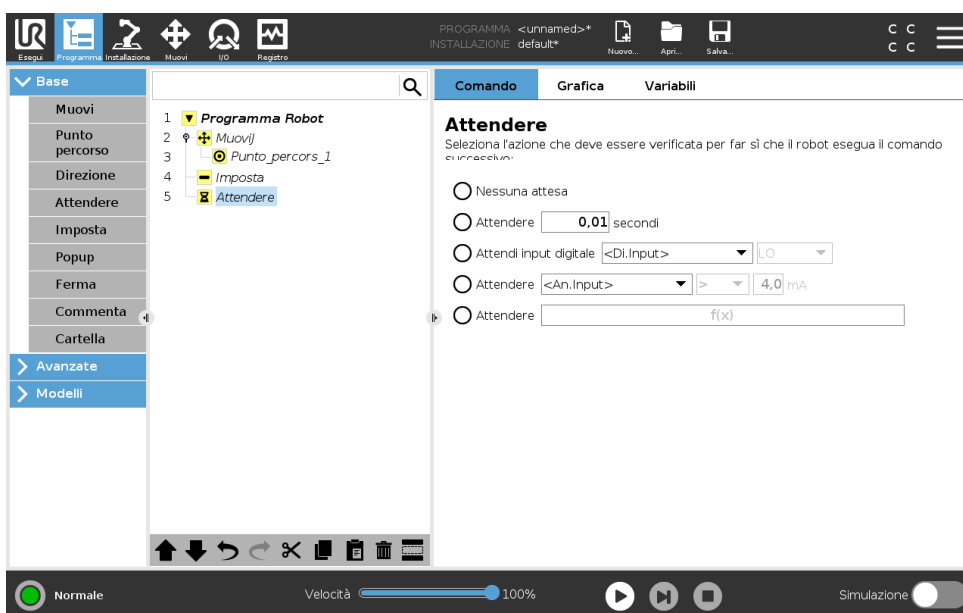 PROGRAMMA <unnamed>*
INSTALLAZIONE default*
UR
Esegui
Programma
Installazione
Muovi
I/O
Registro
Nuovo...
Apri...
Salva...
C C
C C
Base
Muovi
Punto
percorso
Direzione
Attendere
Imposta
Popup
Ferma
Commenta
Cartella
Avanzate
Modelli
1 Programma Robot
2 MuoviJ
3 Punto_percors_1
4 Imposta
5 Attendere
Comando Grafica Variabili
Attendere
Seleziona l'azione che deve essere verificata per far sì che il robot esegua il comando
successivo:
Nessuna attesa
Attendere 0,01 secondi
Attendi input digitale <Di.Input> LO
Attendere <An.Input> > 4,0 mA
Attendere f(x)
Normale
Velocità 100%
Simulazione